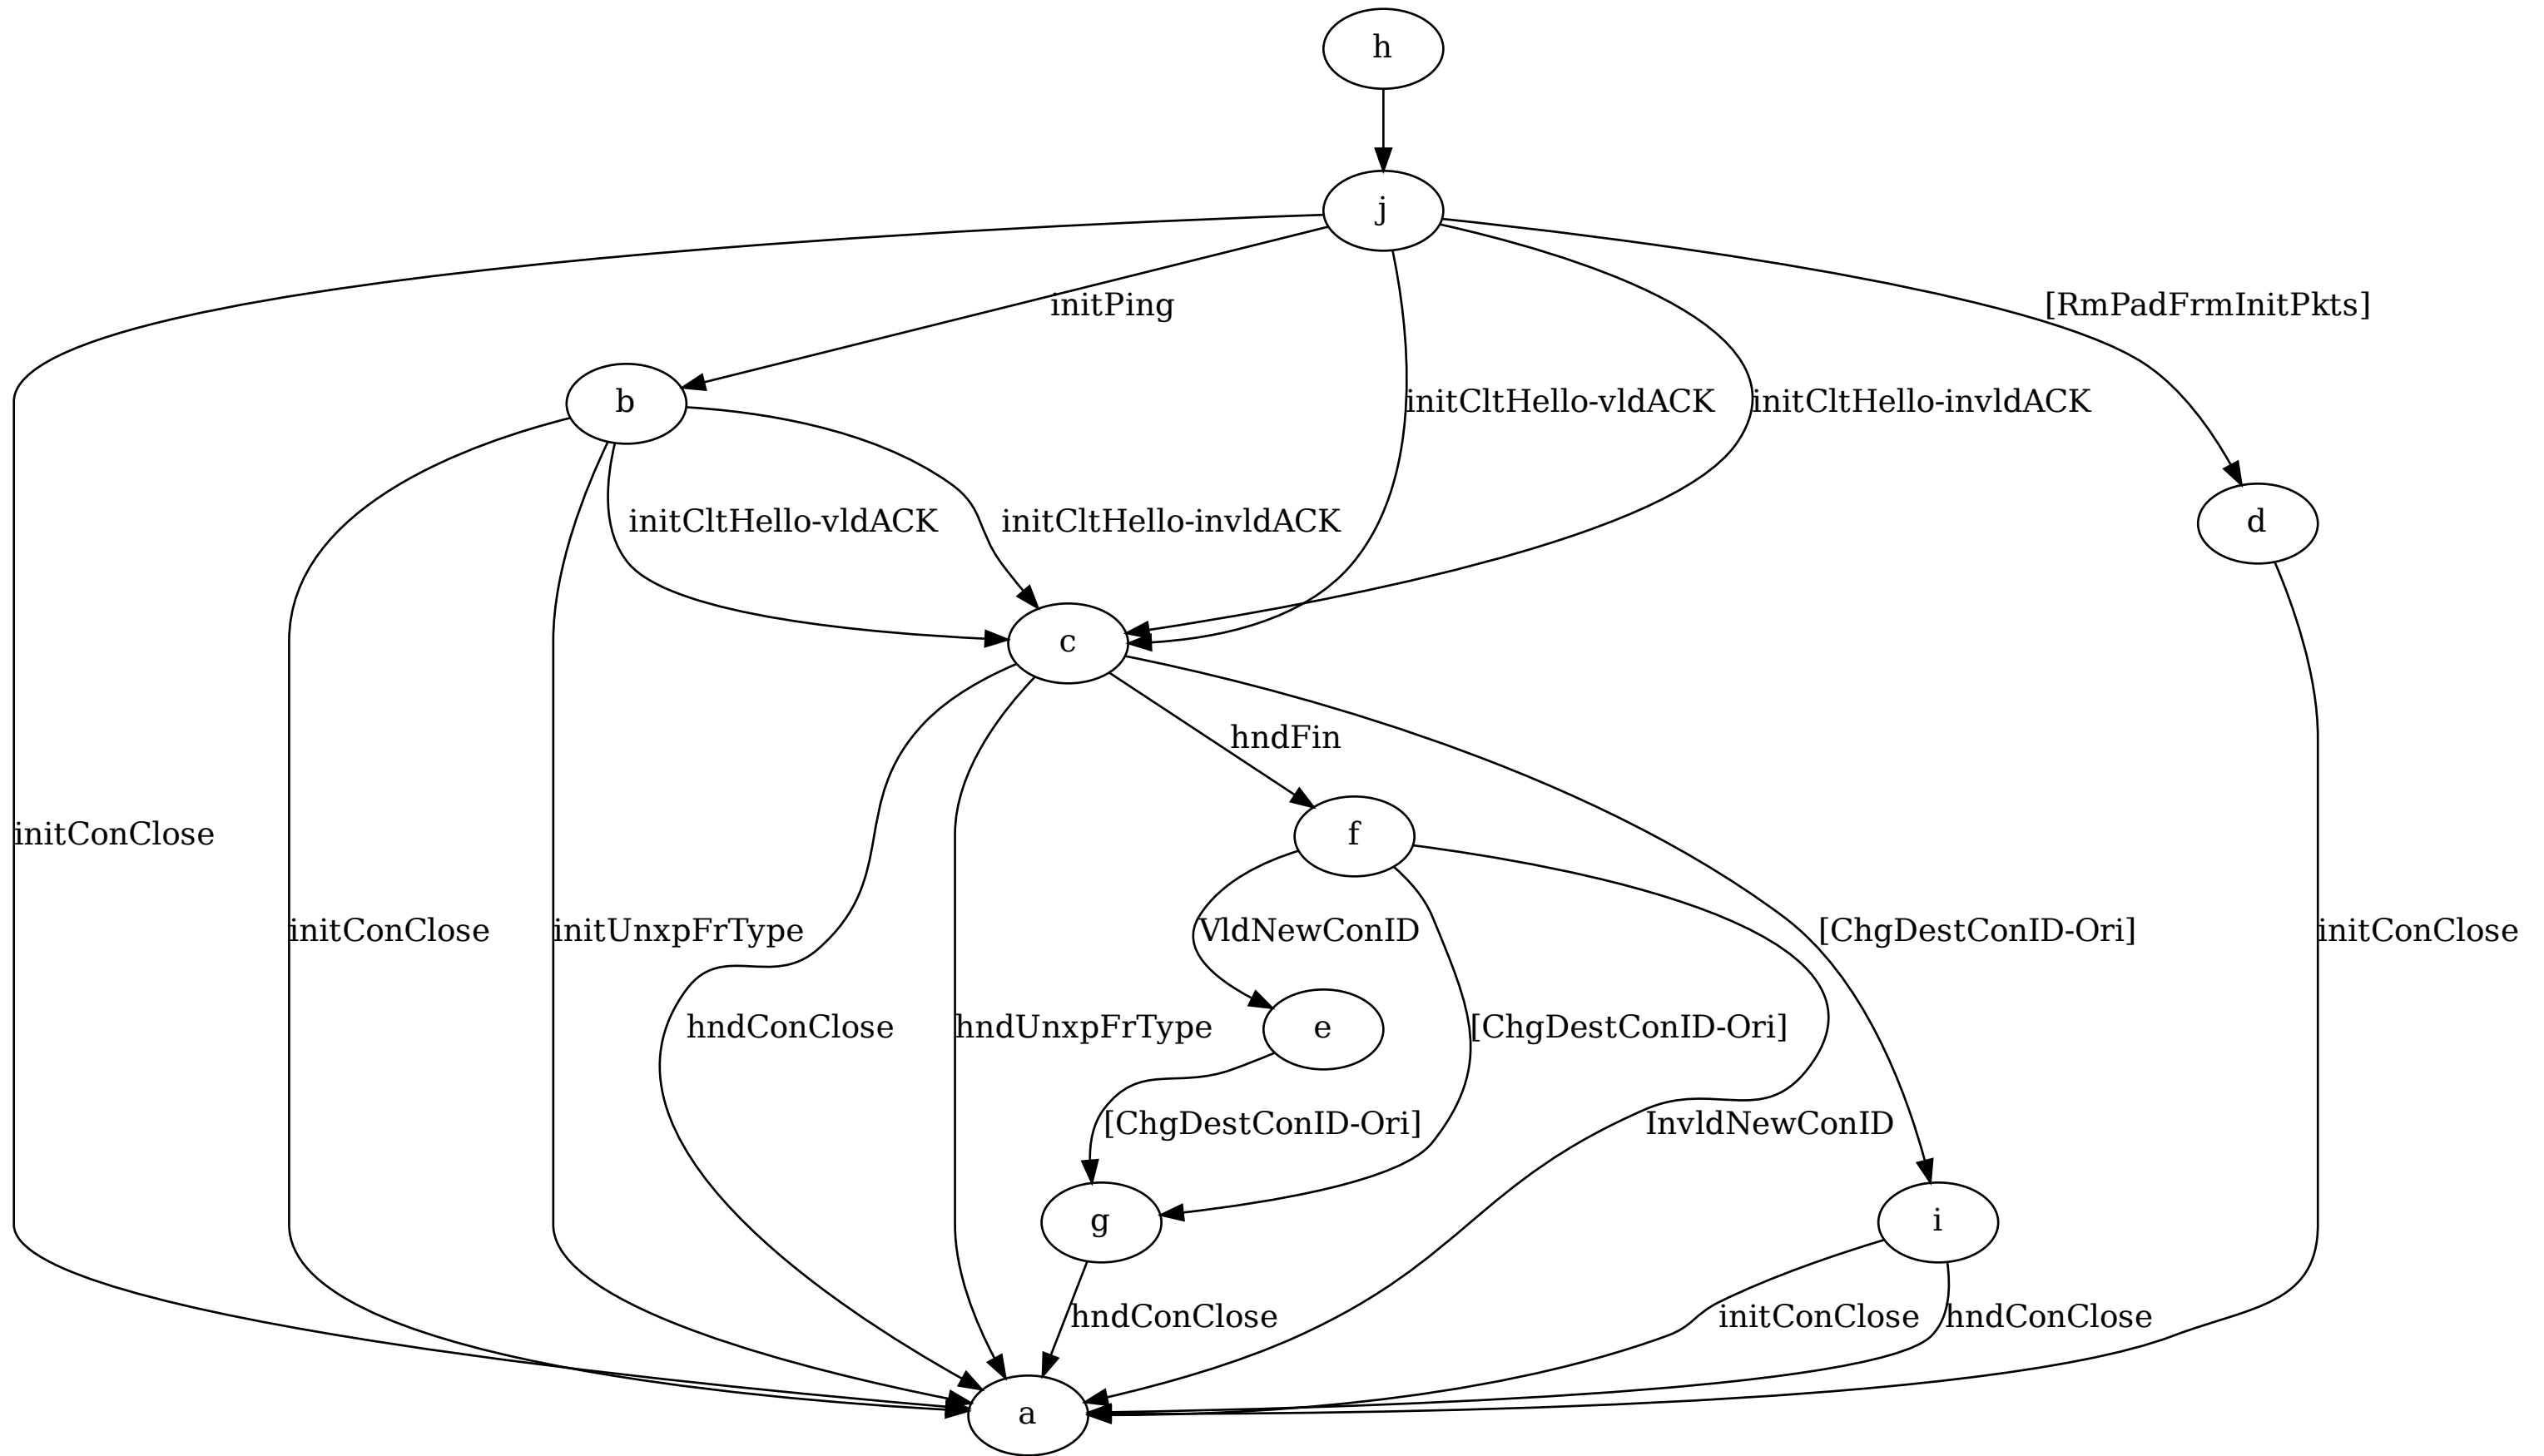 h
j
initPing
[RmPadFrmInitPkts]
b
initCltHello-vldACK
initCltHello-invldACK
initCltHello-vldACK
initCltHello-invldACK
d
c
hndFin
initConClose
f
initConClose
initUnxpFrType
VldNewConID
[ChgDestConID-Ori]
initConClose
hndConClose
hndUnxpFrType
e
[ChgDestConID-Ori]
[ChgDestConID-Ori]
InvldNewConID
g
i
hndConClose
initConClose
hndConClose
a